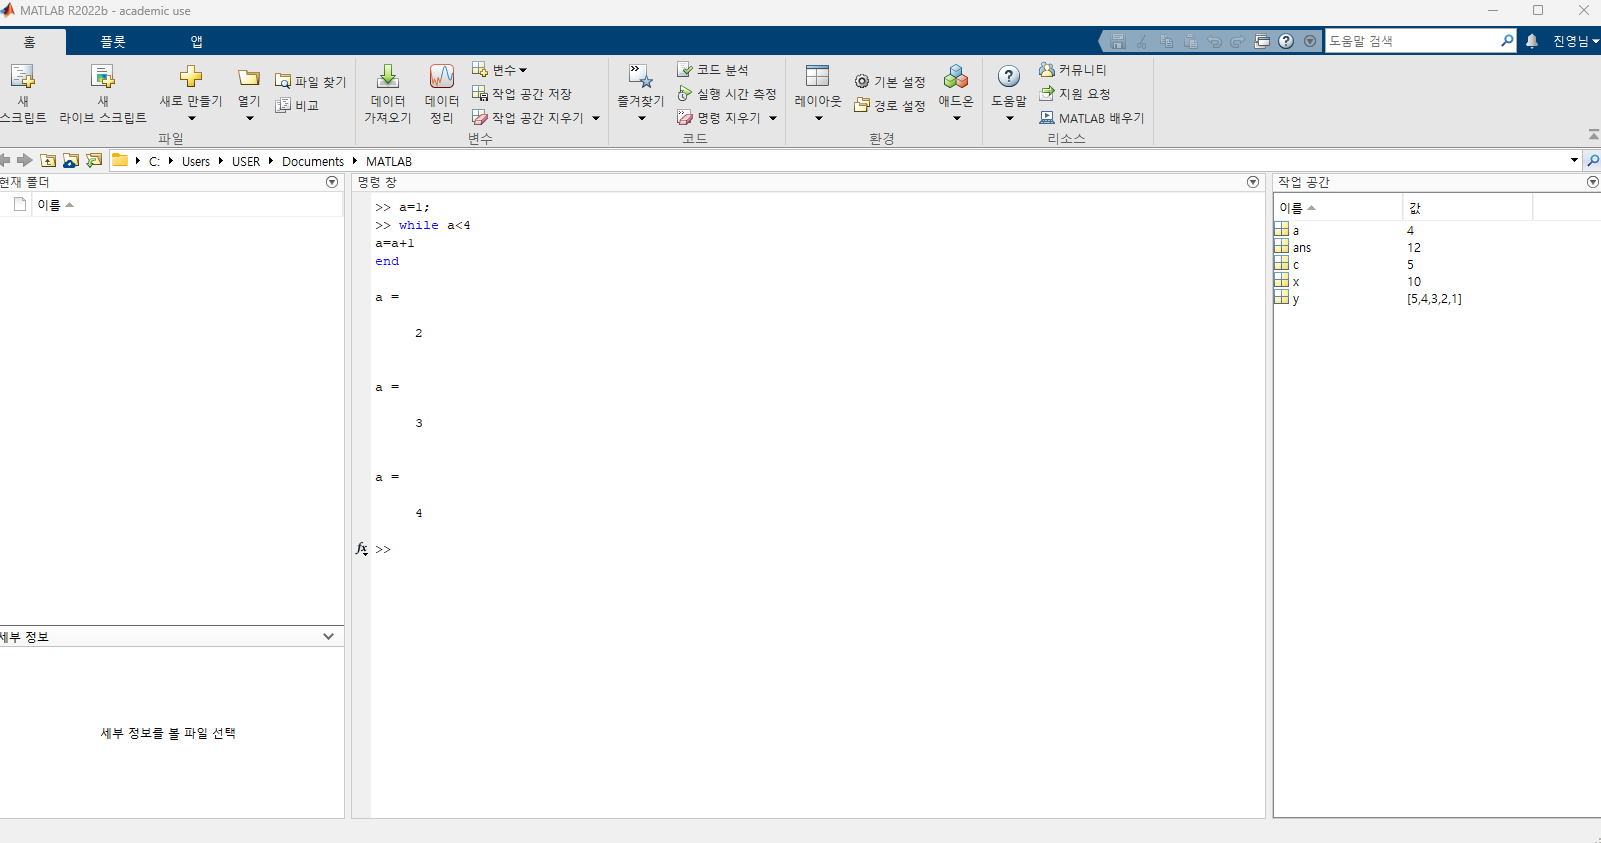 MATLAB R2022b - academic use
홈 플롯 앱 도움말 검색 진영님
새 스크립트
새 라이브 스크립트
새로 만들기
열기
파일 찾기
비교
파일
데이터 가져오기
데이터 정리
변수
작업 공간 저장
작업 공간 지우기
변수
즐겨찾기
코드 분석
실행 시간 측정
명령 지우기
코드
레이아웃
기본 설정
경로 설정
애드온
환경
도움말
커뮤니티
지원 요청
MATLAB 배우기
리소스
C: Users USER Documents MATLAB
현재 폴더
이름
세부 정보
세부 정보를 볼 파일 선택
명령 창
>> a=1;
>> while a<4
a=a+1
end
a =
2
a =
3
a =
4
fx >>
작업 공간
이름 값
a 4
ans 12
c 5
x 10
y [5,4,3,2,1]